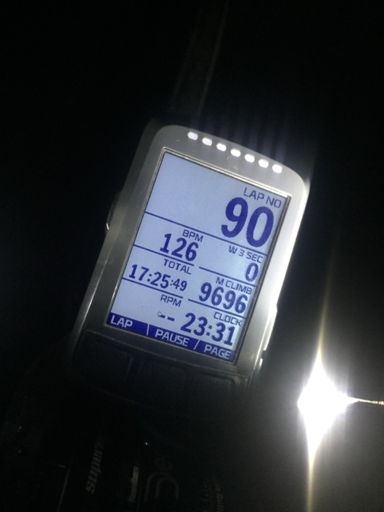 LAP NO
90
BPM
126
W 3 SEC
0
TOTAL
17:25:49
M CLIMB
9696
RPM
--
CLOCK
23:31
LAP
PAUSE
PAGE